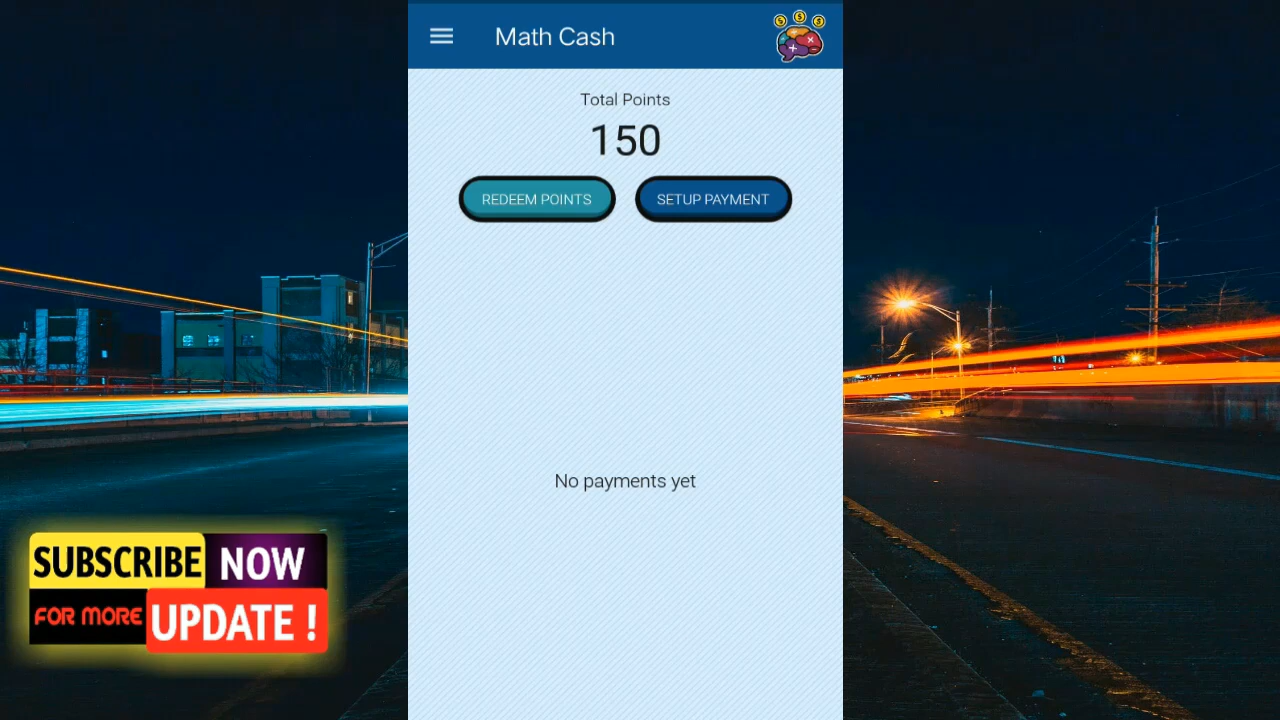 Math Cash
Total Points
150
REDEEM POINTS
SETUP PAYMENT
No payments yet
SUBSCRIBE NOW
FOR MORE UPDATE !